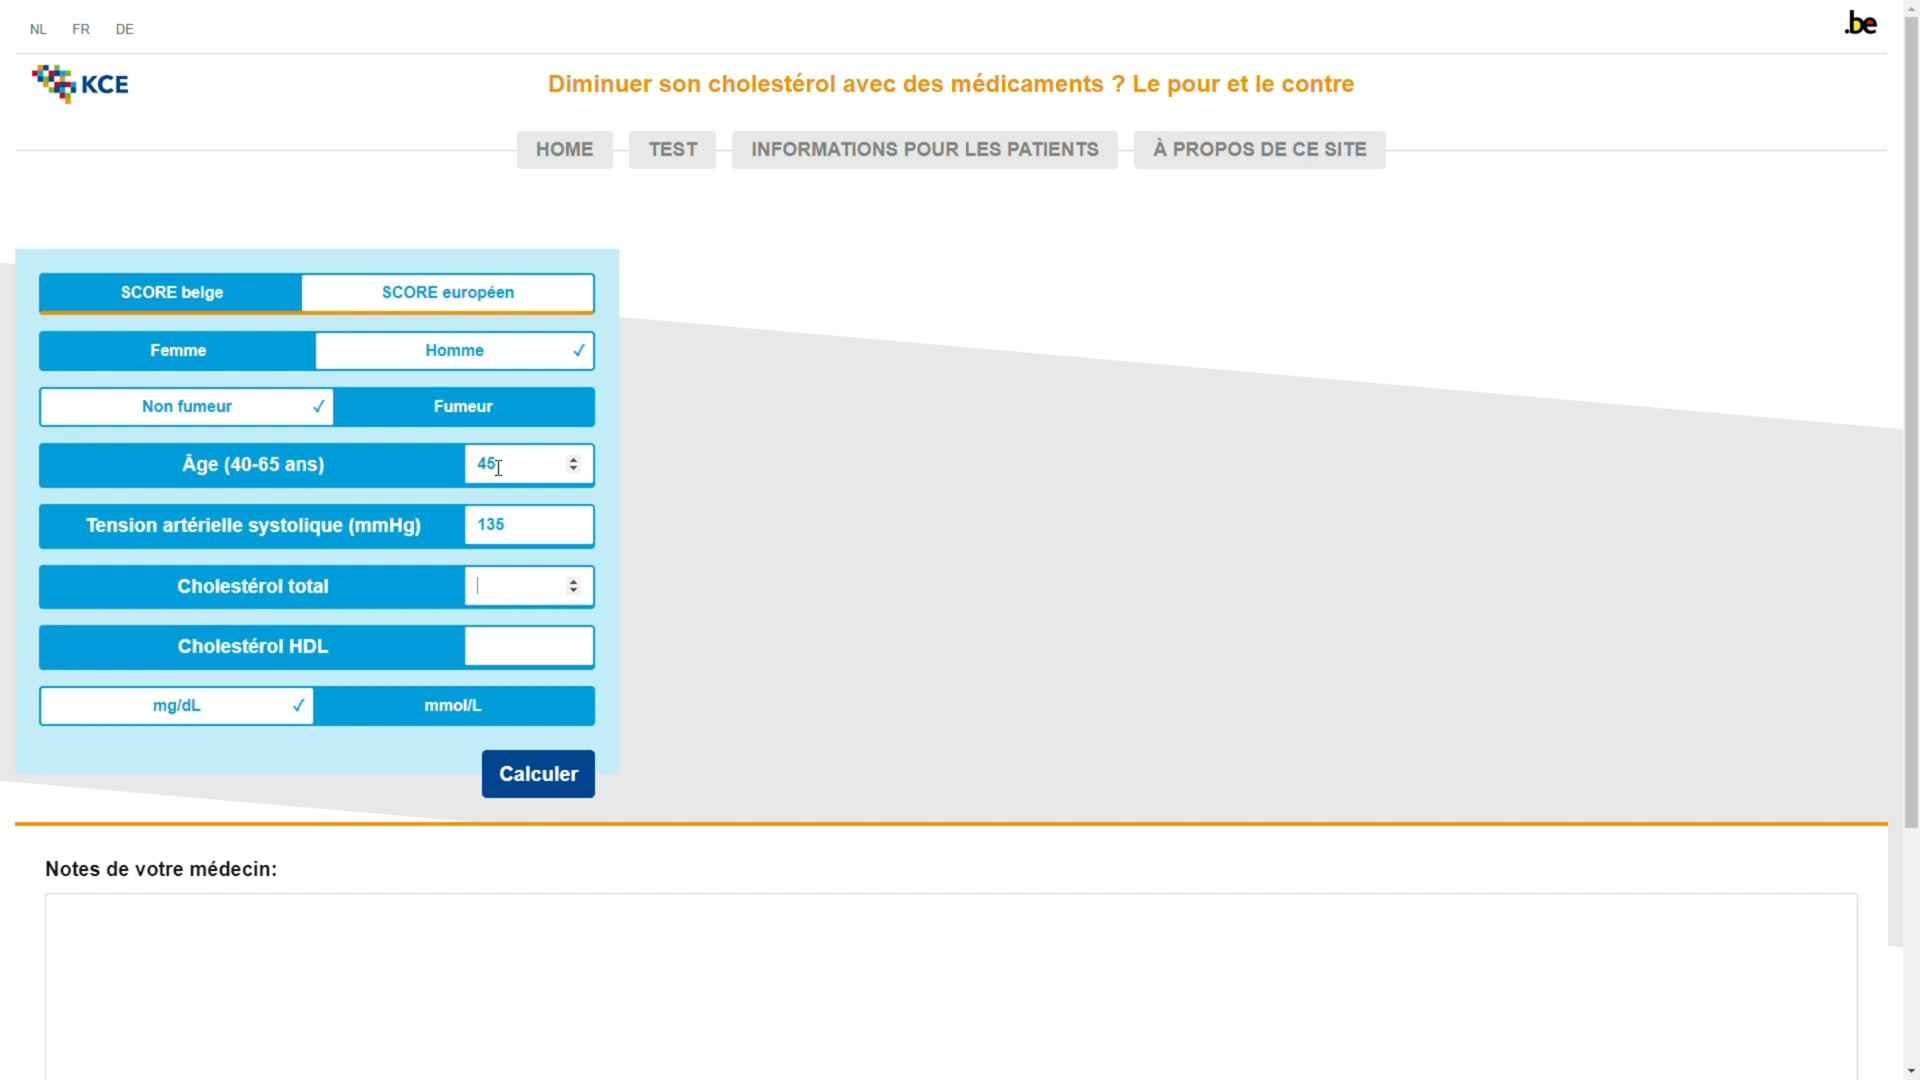 NL FR DE
.be
KCE
Diminuer son cholestérol avec des médicaments ? Le pour et le contre
HOME TEST INFORMATIONS POUR LES PATIENTS À PROPOS DE CE SITE
SCORE belge SCORE européen
Femme Homme ✓
Non fumeur ✓ Fumeur
Âge (40-65 ans) 45
Tension artérielle systolique (mmHg) 135
Cholestérol total
Cholestérol HDL
mg/dL ✓ mmol/L
Calculer
Notes de votre médecin: